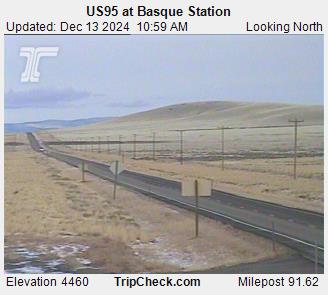 US95 at Basque Station
Updated: Dec 13 2024 10:59 AM Looking North
Elevation 4460 TripCheck.com Milepost 91.62